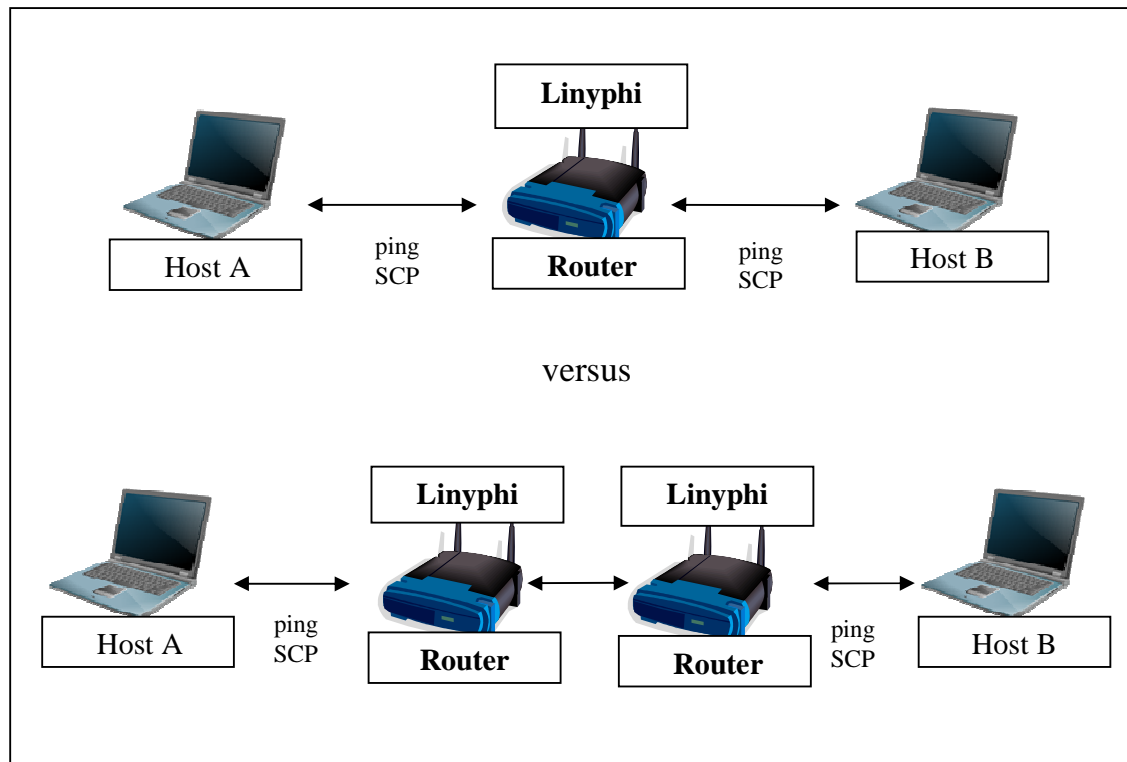 Linyphi
Host A
ping
SCP
Router
ping
SCP
Host B
versus
Linyphi
Linyphi
Host A
ping
SCP
Router
Router
ping
SCP
Host B